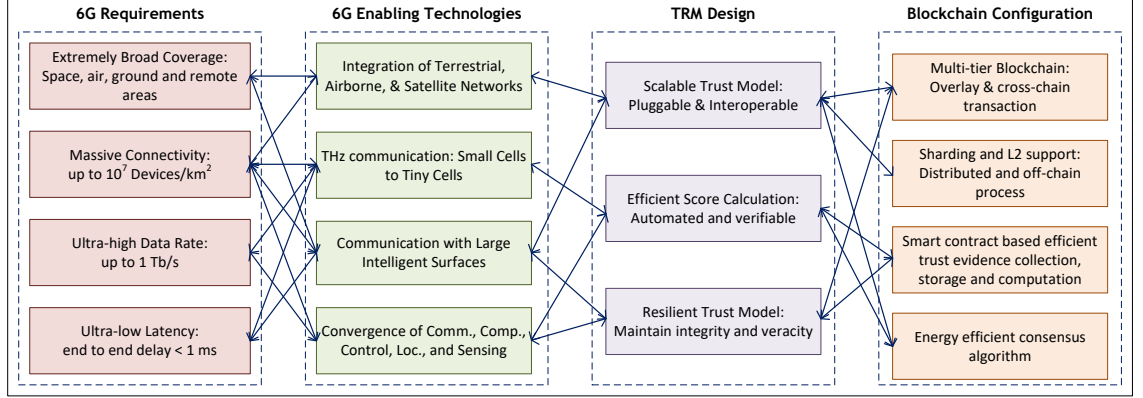 6G Requirements
Extremely Broad Coverage:
Space, air, ground and remote
areas
Massive Connectivity:
up to 10⁷ Devices/km²
Ultra-high Data Rate:
up to 1 Tb/s
Ultra-low Latency:
end to end delay < 1 ms
6G Enabling Technologies
Integration of Terrestrial,
Airborne, & Satellite Networks
THz communication: Small Cells
to Tiny Cells
Communication with Large
Intelligent Surfaces
Convergence of Comm., Comp.,
Control, Loc., and Sensing
TRM Design
Scalable Trust Model:
Pluggable & Interoperable
Efficient Score Calculation:
Automated and verifiable
Resilient Trust Model:
Maintain integrity and veracity
Blockchain Configuration
Multi-tier Blockchain:
Overlay & cross-chain
transaction
Sharding and L2 support:
Distributed and off-chain
process
Smart contract based efficient
trust evidence collection,
storage and computation
Energy efficient consensus
algorithm